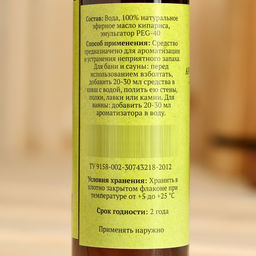 Состав: Вода, 100% натуральное
эфирное масло кипариса,
эмульгатор PEG-40
Способ применения: Средство
предназначено для ароматизации
и устранения неприятного запаха.
Для бани и сауны: перед
использованием взболтать,
добавить 20-30 мл средства в
ковш с водой, полить ею стены,
полки, лавки или камни. Для
ванны: добавить 20-30 мл
ароматизатора в воду.
ТУ 9158-002-30743218-2012
Условия хранения: Хранить в
плотно закрытом флаконе при
температуре от +5 до +25 °C
Срок годности: 2 года
Применять наружно